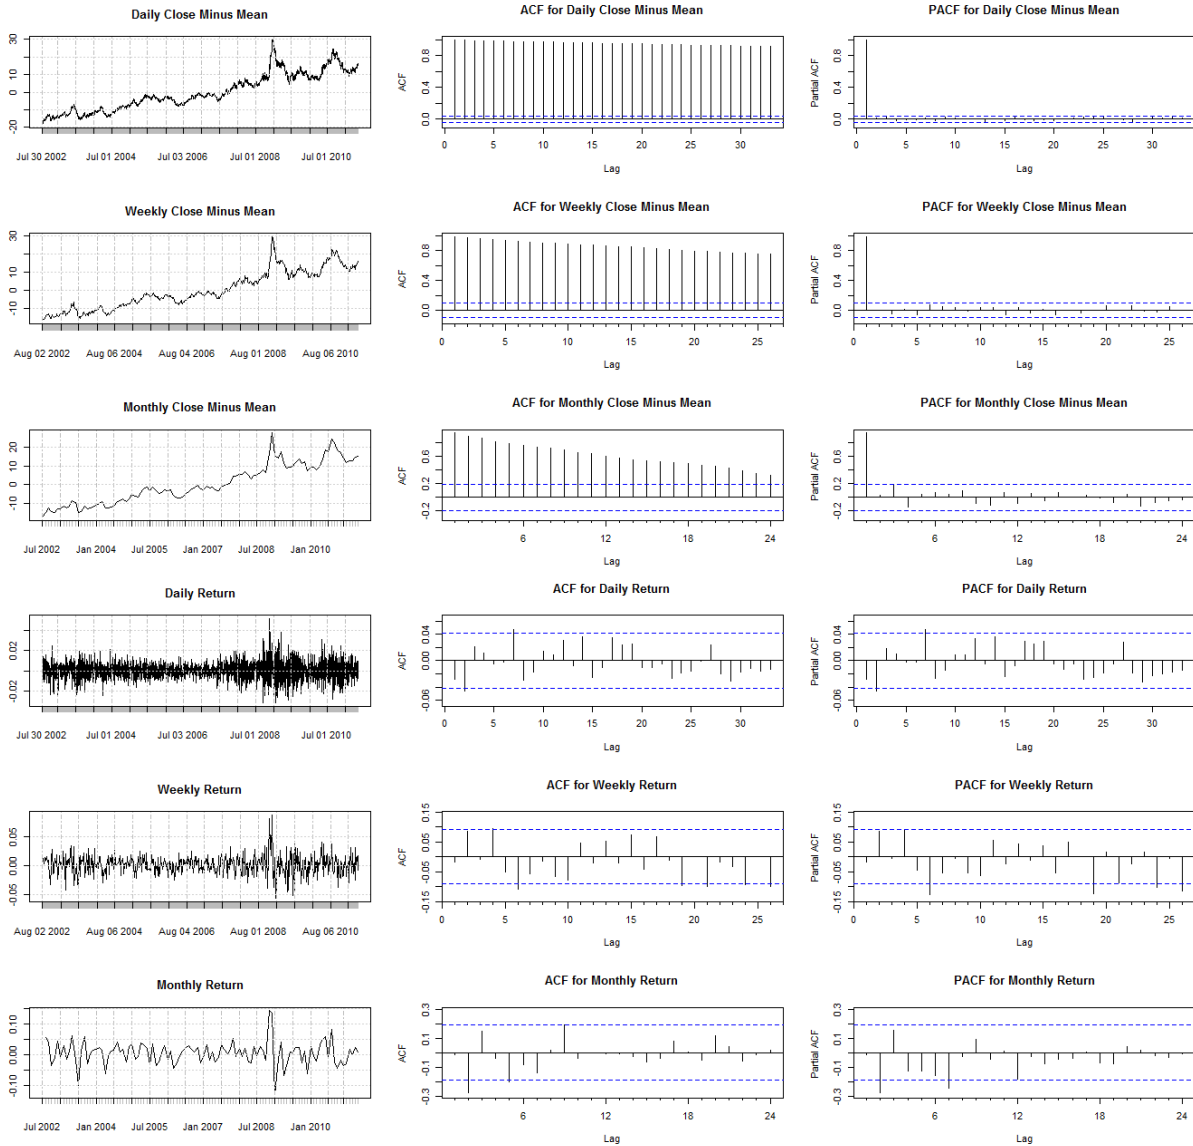 Daily Close Minus Mean
ACF for Daily Close Minus Mean
PACF for Daily Close Minus Mean
30
10
0
-20
Jul 30 2002 Jul 01 2004 Jul 03 2006 Jul 01 2008 Jul 01 2010
ACF
0.8
0.4
0.0
0 5 10 15 20 25 30
Lag
Partial ACF
0.8
0.4
0.0
0 5 10 15 20 25 30
Lag
Weekly Close Minus Mean
ACF for Weekly Close Minus Mean
PACF for Weekly Close Minus Mean
30
10
-10
Aug 02 2002 Aug 06 2004 Aug 04 2006 Aug 01 2008 Aug 06 2010
ACF
0.8
0.4
0.0
0 5 10 15 20 25
Lag
Partial ACF
0.8
0.4
0.0
0 5 10 15 20 25
Lag
Monthly Close Minus Mean
ACF for Monthly Close Minus Mean
PACF for Monthly Close Minus Mean
20
10
-10
Jul 2002 Jan 2004 Jul 2005 Jan 2007 Jul 2008 Jan 2010
ACF
0.6
0.2
-0.2
6 12 18 24
Lag
Partial ACF
0.6
0.2
-0.2
6 12 18 24
Lag
Daily Return
ACF for Daily Return
PACF for Daily Return
0.02
-0.02
Jul 30 2002 Jul 01 2004 Jul 03 2006 Jul 01 2008 Jul 01 2010
ACF
0.04
0.00
-0.06
0 5 10 15 20 25 30
Lag
Partial ACF
0.04
0.00
-0.06
0 5 10 15 20 25 30
Lag
Weekly Return
ACF for Weekly Return
PACF for Weekly Return
0.05
0.00
-0.05
Aug 02 2002 Aug 06 2004 Aug 04 2006 Aug 01 2008 Aug 06 2010
ACF
0.15
0.05
-0.05
-0.15
0 5 10 15 20 25
Lag
Partial ACF
0.15
0.05
-0.05
-0.15
0 5 10 15 20 25
Lag
Monthly Return
ACF for Monthly Return
PACF for Monthly Return
0.10
0.00
-0.10
Jul 2002 Jan 2004 Jul 2005 Jan 2007 Jul 2008 Jan 2010
ACF
0.3
0.1
-0.1
-0.3
6 12 18 24
Lag
Partial ACF
0.3
0.1
-0.1
-0.3
6 12 18 24
Lag